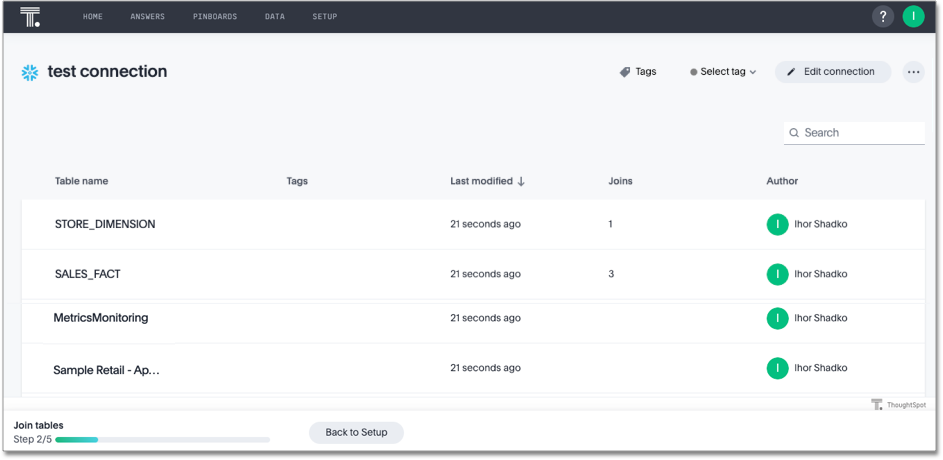 T.
HOME ANSWERS PINBOARDS DATA SETUP ? I
test connection Tags Select tag Edit connection ...
Search
Table name Tags Last modified ↓ Joins Author
STORE_DIMENSION 21 seconds ago 1 I Ihor Shadko
SALES_FACT 21 seconds ago 3 I Ihor Shadko
MetricsMonitoring 21 seconds ago I Ihor Shadko
Sample Retail - Ap... 21 seconds ago I Ihor Shadko
T. ThoughtSpot
Join tables
Step 2/5 Back to Setup